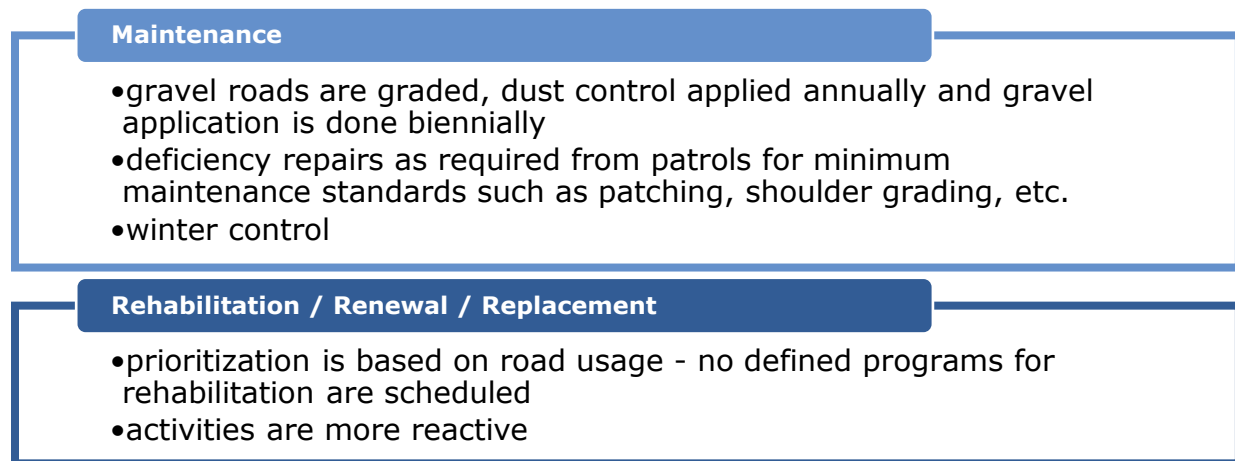 Maintenance
•gravel roads are graded, dust control applied annually and gravel
application is done biennially
•deficiency repairs as required from patrols for minimum
maintenance standards such as patching, shoulder grading, etc.
•winter control
Rehabilitation / Renewal / Replacement
•prioritization is based on road usage - no defined programs for
rehabilitation are scheduled
•activities are more reactive